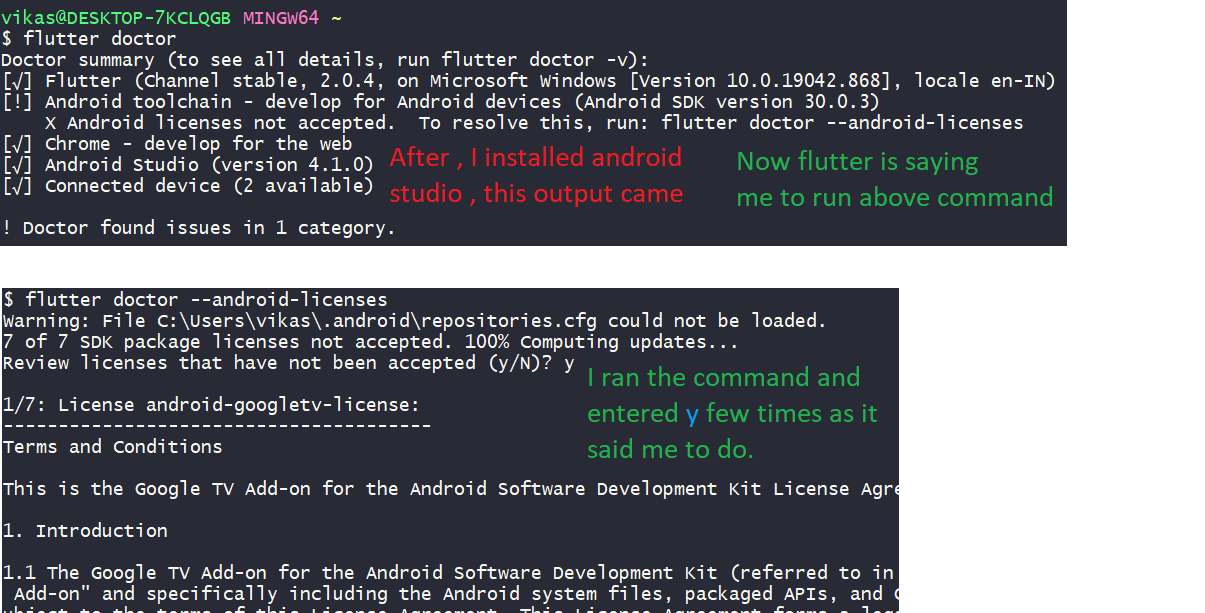 vikas@DESKTOP-7KCLQGB MINGW64 ~
$ flutter doctor
Doctor summary (to see all details, run flutter doctor -v):
[√] Flutter (Channel stable, 2.0.4, on Microsoft Windows [Version 10.0.19042.868], locale en-IN)
[!] Android toolchain - develop for Android devices (Android SDK version 30.0.3)
X Android licenses not accepted.  To resolve this, run: flutter doctor --android-licenses
[√] Chrome - develop for the web
[√] Android Studio (version 4.1.0)
[√] Connected device (2 available)
After , I installed android
studio , this output came
Now flutter is saying
me to run above command
! Doctor found issues in 1 category.
$ flutter doctor --android-licenses
Warning: File C:\Users\vikas\.android\repositories.cfg could not be loaded.
7 of 7 SDK package licenses not accepted. 100% Computing updates...
Review licenses that have not been accepted (y/N)? y
I ran the command and
entered y few times as it
said me to do.
1/7: License android-googletv-license:
---------------------------------------
Terms and Conditions
This is the Google TV Add-on for the Android Software Development Kit License Agre
1. Introduction
1.1 The Google TV Add-on for the Android Software Development Kit (referred to in
Add-on" and specifically including the Android system files, packaged APIs, and